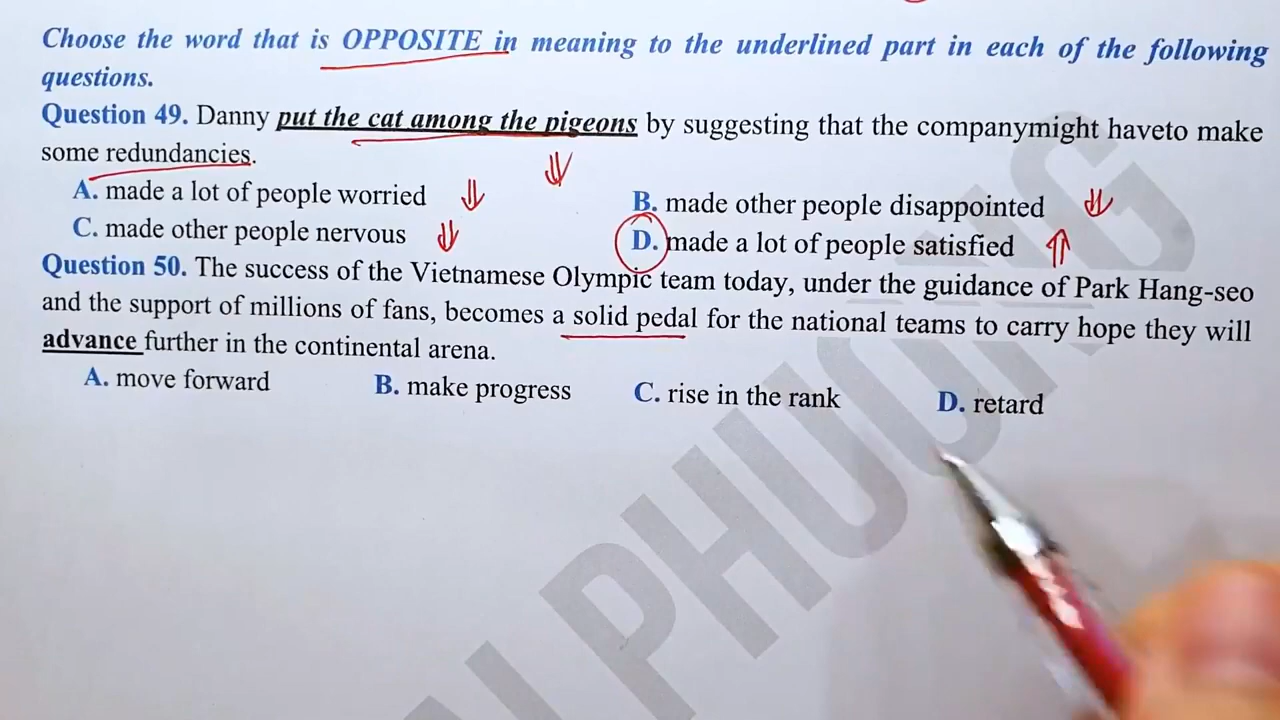 Choose the word that is OPPOSITE in meaning to the underlined part in each of the following
questions.
Question 49. Danny put the cat among the pigeons by suggesting that the companymight haveto make
some redundancies.
A. made a lot of people worried B. made other people disappointed
C. made other people nervous D. made a lot of people satisfied
Question 50. The success of the Vietnamese Olympic team today, under the guidance of Park Hang-seo
and the support of millions of fans, becomes a solid pedal for the national teams to carry hope they will
advance further in the continental arena.
A. move forward B. make progress C. rise in the rank D. retard